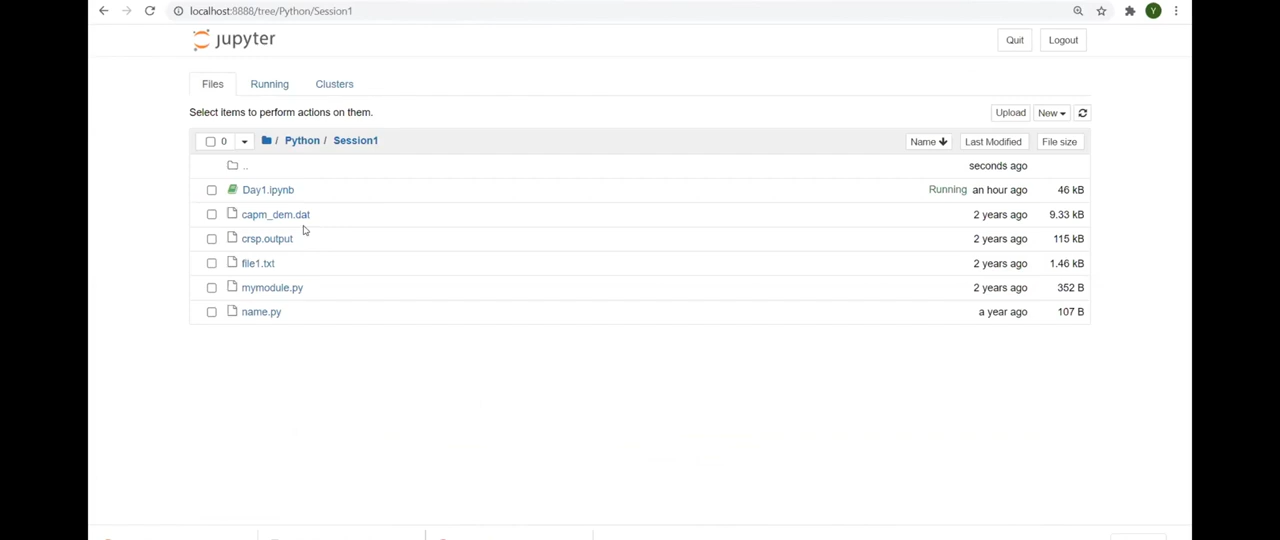 localhost:8888/tree/Python/Session1
Y
jupyter
Quit
Logout
Files
Running
Clusters
Select items to perform actions on them.
Upload
New
0
/ Python / Session1
Name
Last Modified
File size
..
seconds ago
Day1.ipynb
Running an hour ago
46 kB
capm_dem.dat
2 years ago
9.33 kB
crsp.output
2 years ago
115 kB
file1.txt
2 years ago
1.46 kB
mymodule.py
2 years ago
352 B
name.py
a year ago
107 B